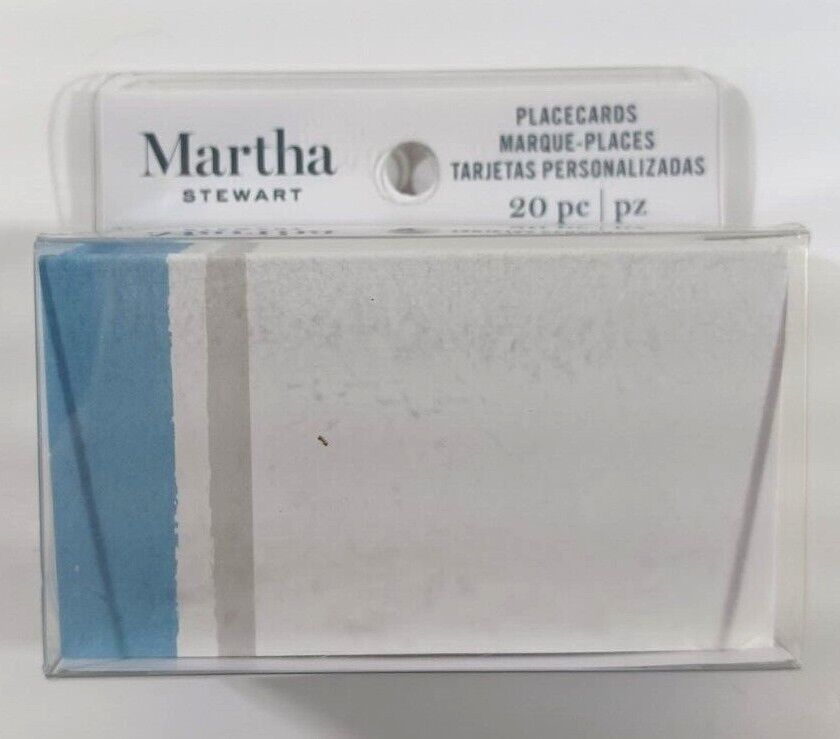 Martha
STEWART
PLACECARDS
MARQUE-PLACES
TARJETAS PERSONALIZADAS
20 pc | pz